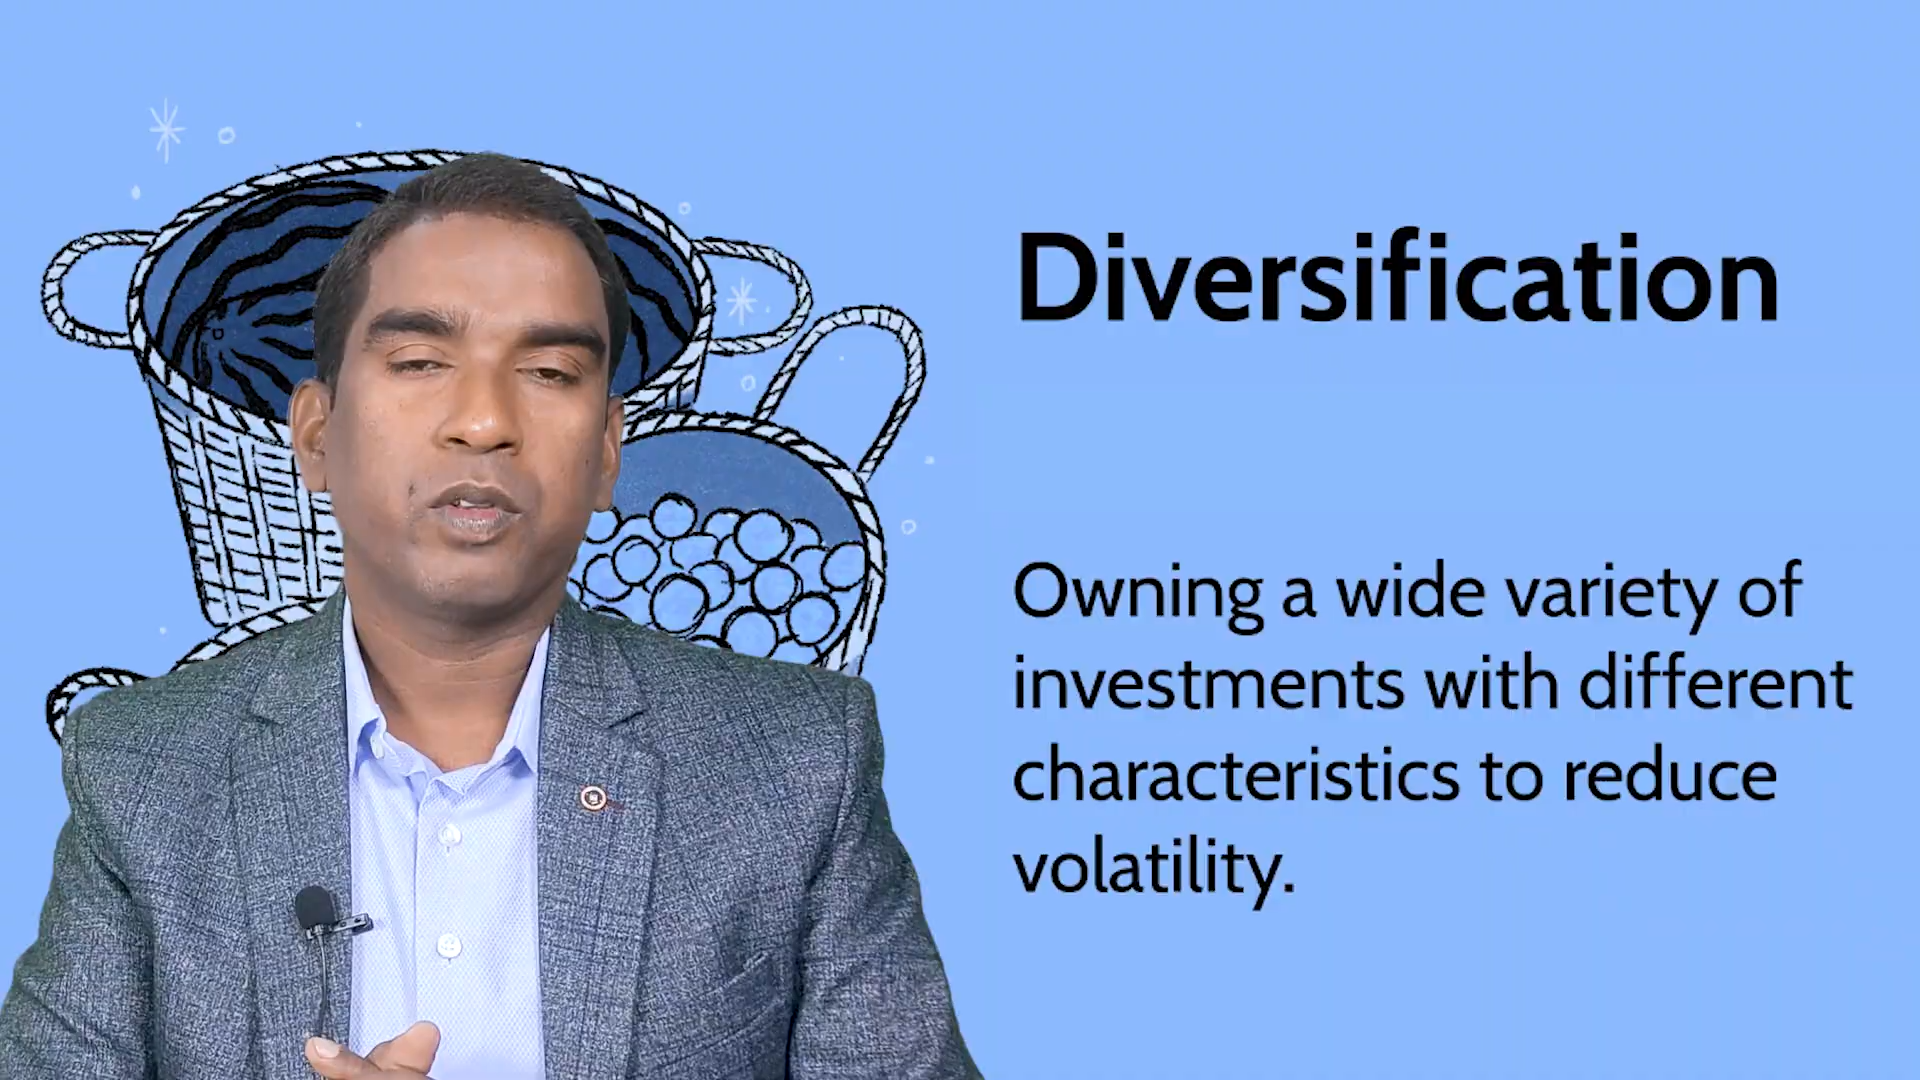 Diversification
Owning a wide variety of
investments with different
characteristics to reduce
volatility.